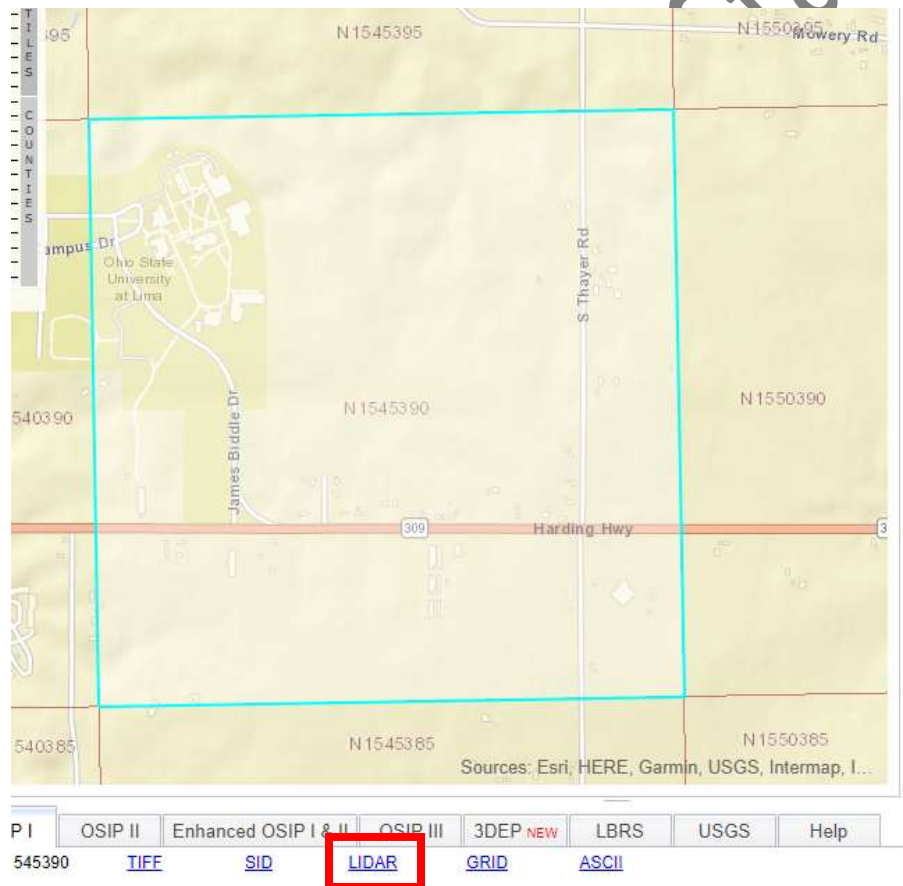 TILES
COUNTIES
395
N1545395
N1550395
Mowery Rd
ampus Dr
Ohio State
University
at Lima
S Thayer Rd
540390
James Biddle Dr
N1545390
N1550390
309
Harding Hwy
3
540385
N1545385
N1550385
Sources: Esri, HERE, Garmin, USGS, Intermap, I...
P I OSIP II Enhanced OSIP I & II OSIP III 3DEP NEW LBRS USGS Help
545390 TIFF SID LIDAR GRID ASCII